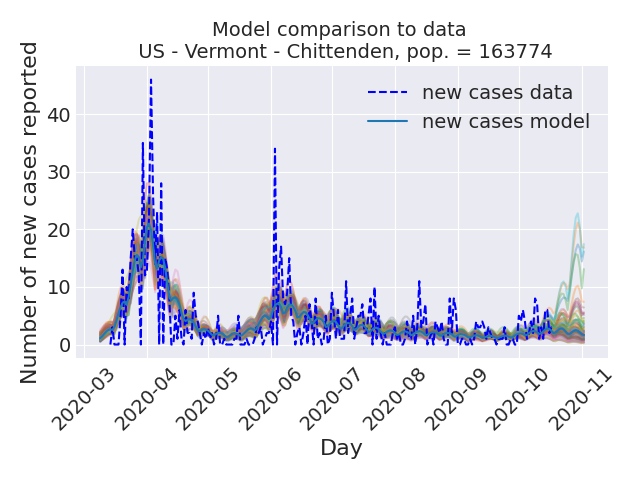 Model comparison to data
US - Vermont - Chittenden, pop. = 163774
Number of new cases reported
new cases data
new cases model
40
30
20
10
0
2020-03
2020-04
2020-05
2020-06
2020-07
2020-08
2020-09
2020-10
2020-11
Day